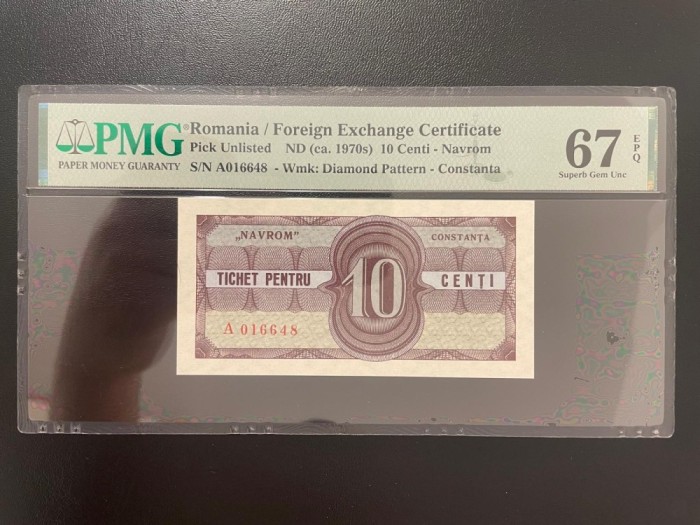 PMG® Romania / Foreign Exchange Certificate
PAPER MONEY GUARANTY
Pick Unlisted ND (ca. 1970s) 10 Centi - Navrom
S/N A016648 - Wmk: Diamond Pattern - Constanta
67 EPQ
Superb Gem Unc
„NAVROM” CONSTANȚA
TICHET PENTRU 10 CENȚI
A 016648